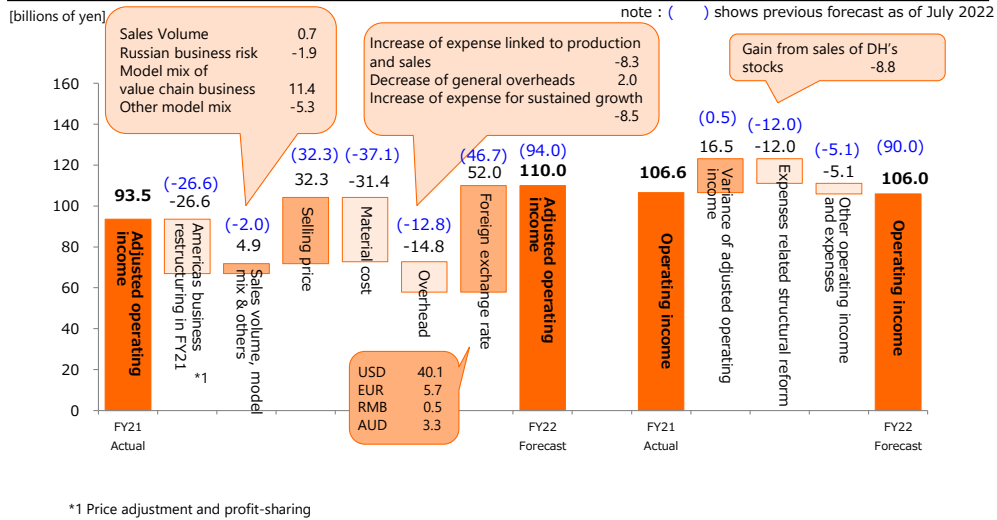 [billions of yen]
note : ( ) shows previous forecast as of July 2022
Sales Volume 0.7
Russian business risk -1.9
Model mix of
value chain business 11.4
Other model mix -5.3
Increase of expense linked to production
and sales -8.3
Decrease of general overheads 2.0
Increase of expense for sustained growth
-8.5
Gain from sales of DH's
stocks -8.8
160
140
120
100
80
60
40
20
0
93.5
Adjusted operating
income
FY21
Actual
(-26.6)
-26.6
Americas business
restructuring in FY21
*1
(-2.0)
4.9
Sales volume, model
mix & others
(32.3)
32.3
Selling price
(-37.1)
-31.4
Material cost
(-12.8)
-14.8
Overhead
(46.7)
52.0
Foreign exchange rate
USD 40.1
EUR 5.7
RMB 0.5
AUD 3.3
(94.0)
110.0
Adjusted operating
income
FY22
Forecast
106.6
Operating income
FY21
Actual
(0.5)
16.5
Variance of adjusted operating
income
(-12.0)
-12.0
Expenses related structural reform
(-5.1)
-5.1
Other operating income
and expenses
(90.0)
106.0
Operating income
FY22
Forecast
*1 Price adjustment and profit-sharing